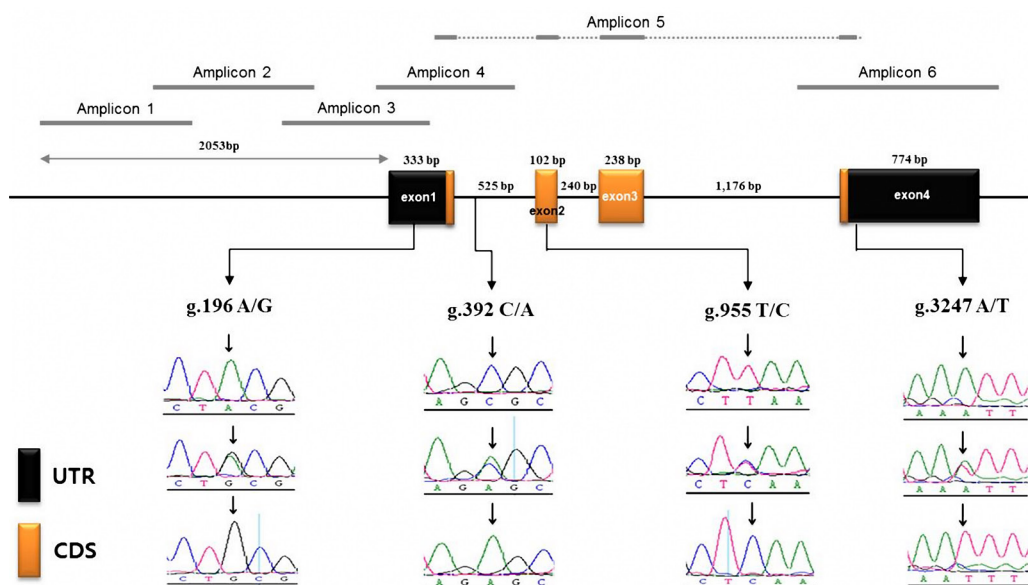 Amplicon 5
Amplicon 2
Amplicon 4
Amplicon 6
Amplicon 1
Amplicon 3
2053bp
333 bp
102 bp
238 bp
774 bp
exon1
525 bp
exon2
240 bp
exon3
1,176 bp
exon4
g.196 A/G
g.392 C/A
g.955 T/C
g.3247 A/T
C T A C G
A G C G C
C T T A A
A A A T T
C T G C G
A G A G C
C T C A A
A A A T T
C T G C G
A G A G C
C T C A A
A A T T T
UTR
CDS